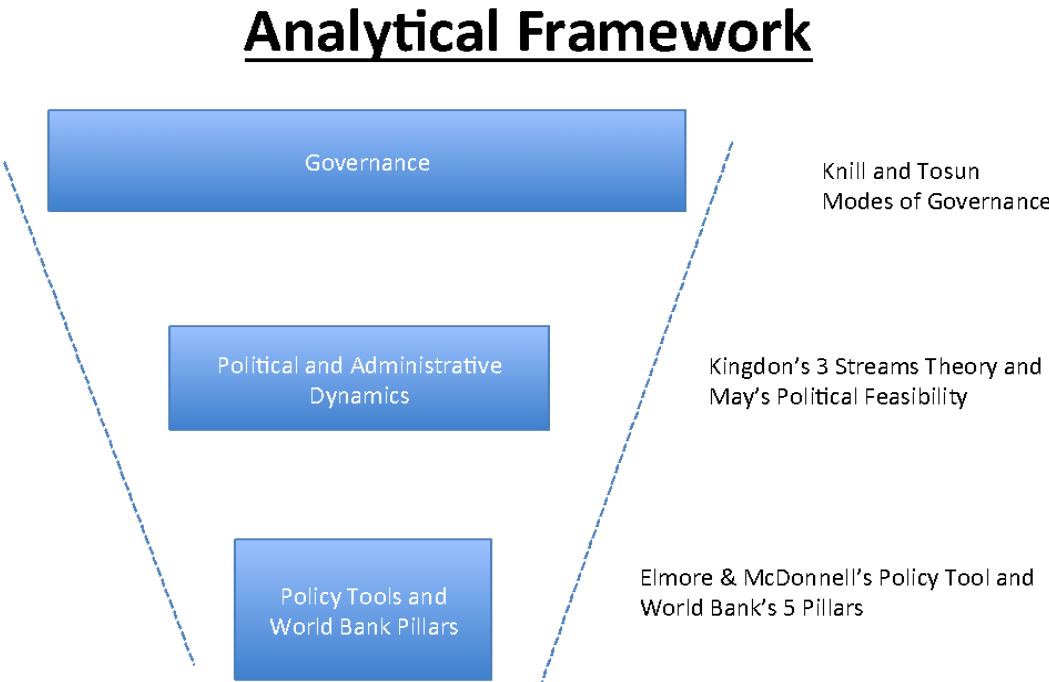 Analytical Framework
Governance
Knill and Tosun
Modes of Governance
Political and Administrative
Dynamics
Kingdon’s 3 Streams Theory and
May’s Political Feasibility
Policy Tools and
World Bank Pillars
Elmore & McDonnell’s Policy Tool and
World Bank’s 5 Pillars